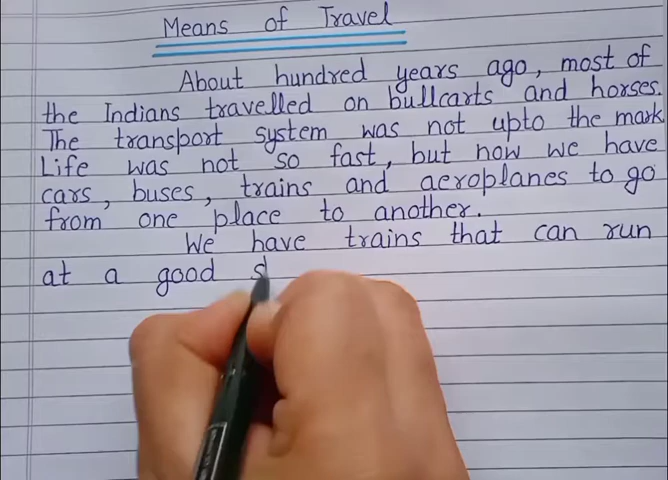 Means of Travel
About hundred years ago, most of
the Indians travelled on bullcarts and horses.
The transport system was not upto the mark.
Life was not so fast, but now we have
cars, buses, trains and aeroplanes to go
from one place to another.
We have trains that can run
at a good s